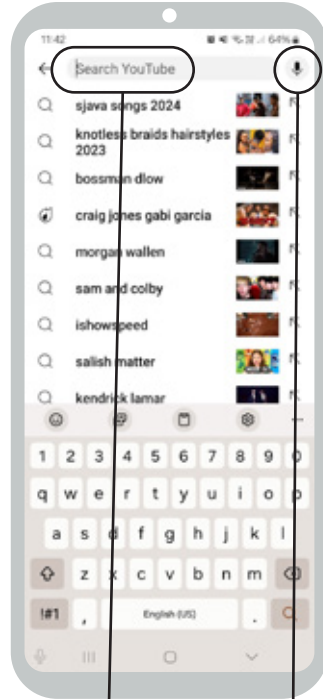 11:42 64%
Search YouTube
sjava songs 2024
knotless braids hairstyles
2023
bossman dlow
craig jones gabi garcia
morgan wallen
sam and colby
ishowspeed
salish matter
kendrick lamar
1 2 3 4 5 6 7 8 9 0
q w e r t y u i o p
a s d f g h j k l
z x c v b n m
!#1 , English (US) .